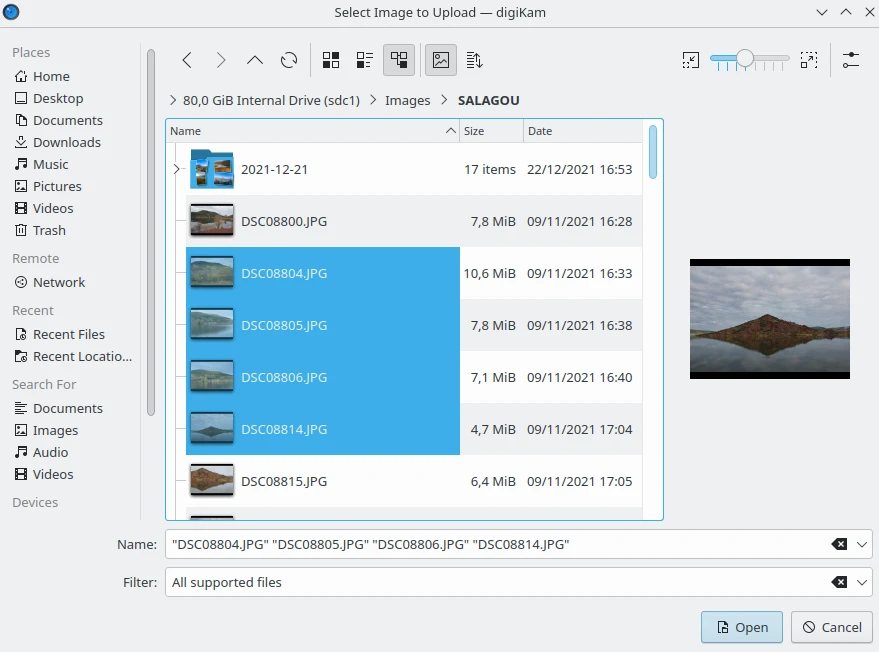 Select Image to Upload — digiKam
Places
Home
Desktop
Documents
Downloads
Music
Pictures
Videos
Trash
Remote
Network
Recent
Recent Files
Recent Locatio...
Search For
Documents
Images
Audio
Videos
Devices
80,0 GiB Internal Drive (sdc1) > Images > SALAGOU
Name Size Date
2021-12-21 17 items 22/12/2021 16:53
DSC08800.JPG 7,8 MiB 09/11/2021 16:28
DSC08804.JPG 10,6 MiB 09/11/2021 16:33
DSC08805.JPG 7,8 MiB 09/11/2021 16:38
DSC08806.JPG 7,1 MiB 09/11/2021 16:40
DSC08814.JPG 4,7 MiB 09/11/2021 17:04
DSC08815.JPG 6,4 MiB 09/11/2021 17:05
Name: "DSC08804.JPG" "DSC08805.JPG" "DSC08806.JPG" "DSC08814.JPG"
Filter: All supported files
Open Cancel